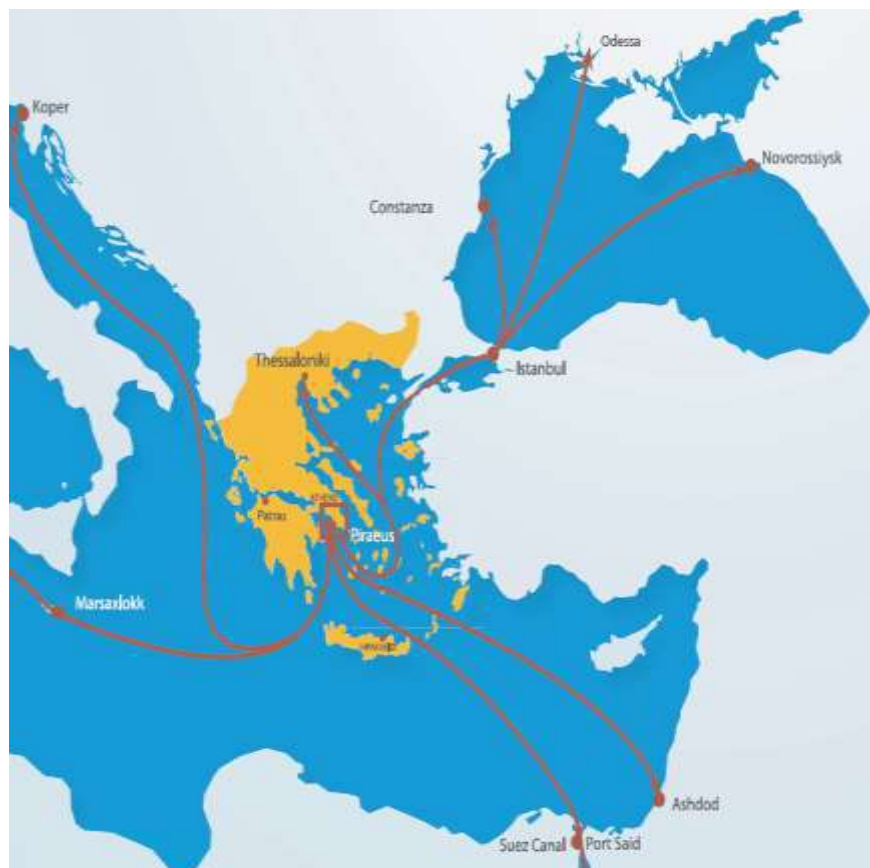 Odessa
Koper
Novorossiysk
Constanza
Thessaloniki
Istanbul
Patras
Piraeus
Marsaxlokk
Ashdod
Suez Canal
Port Said